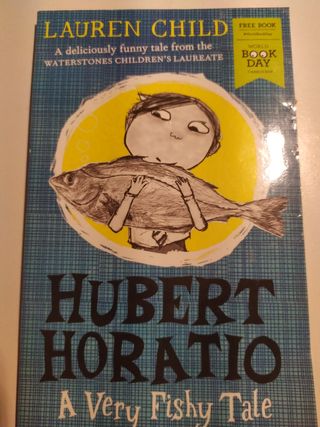 LAUREN CHILD
A deliciously funny tale from the
WATERSTONES CHILDREN'S LAUREATE
FREE BOOK
WORLD
BOOK
DAY
HUBERT
HORATIO
A Very Fishy Tale